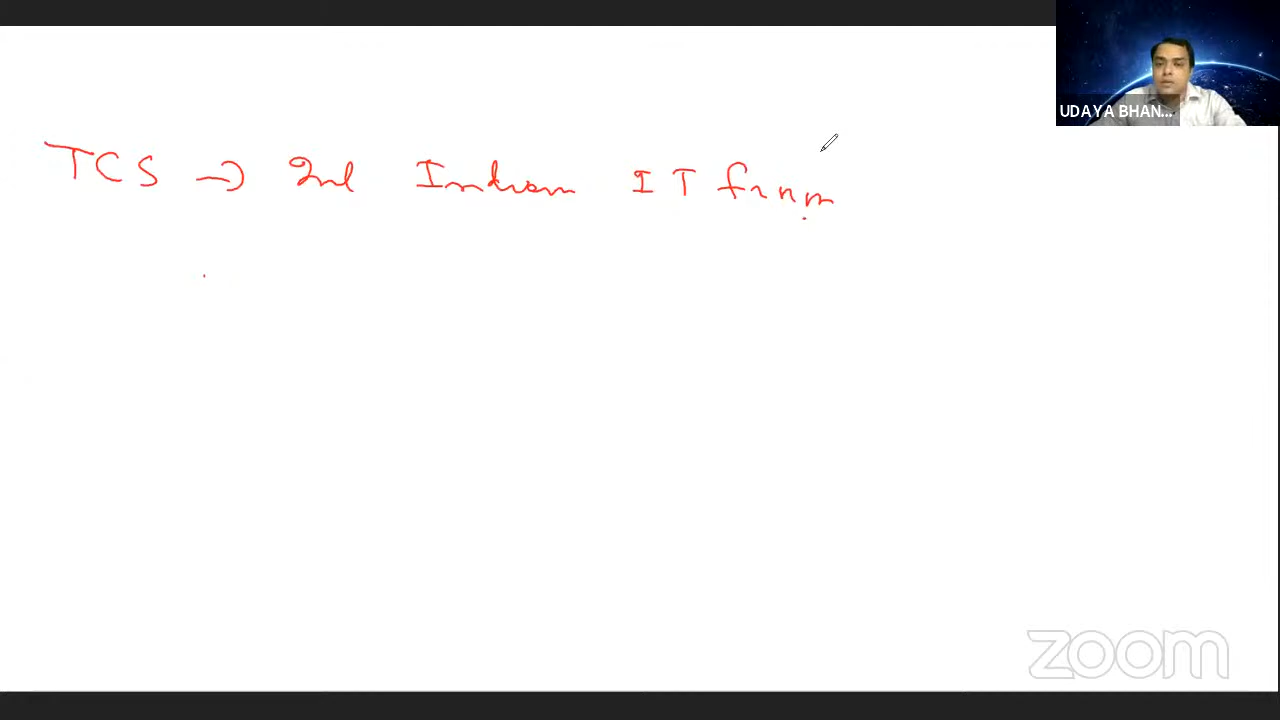 UDAYA BHAN...
TCS → 2nd Indian IT firm
zoom